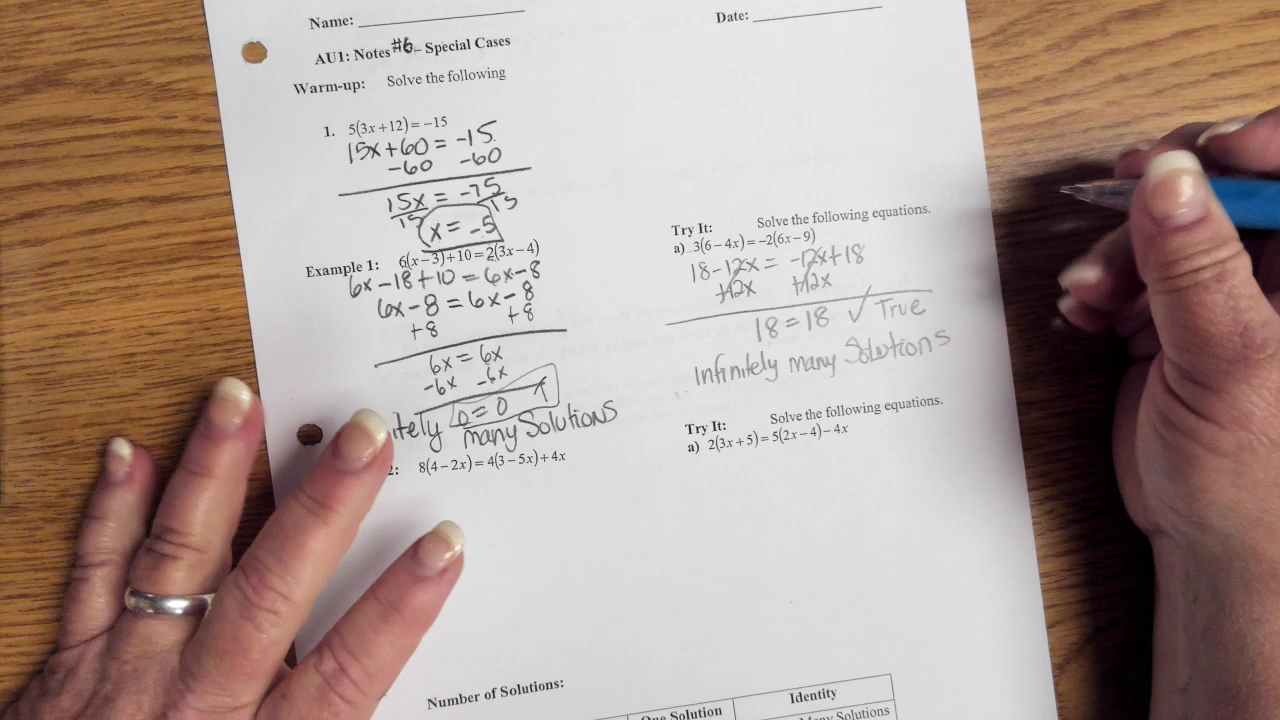 Name:
Date:
AU1: Notes #6 – Special Cases
Warm-up: Solve the following
1. 5(3x+12) = −15
15x+60 = -15
-60 -60
15x = -75
15 15
x = -5
Example 1: 6(x−3)+10 = 2(3x−4)
6x-18+10 = 6x-8
6x-8 = 6x-8
+8 +8
6x = 6x
-6x -6x
0=0
many Solutions
2: 8(4−2x) = 4(3−5x)+4x
Try It: Solve the following equations.
a) 3(6−4x) = −2(6x−9)
18-12x = -12x+18
+12x +12x
18=18 ✓ True
Infinitely many Solutions
Try It: Solve the following equations.
a) 2(3x+5) = 5(2x−4)−4x
Number of Solutions:
One Solution
Identity
Many Solutions